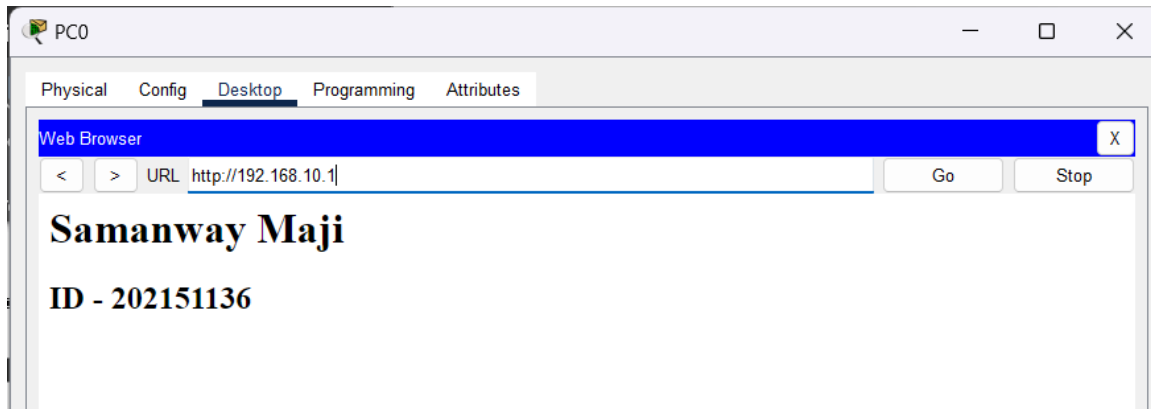 PC0
Physical Config Desktop Programming Attributes
Web Browser X
< > URL http://192.168.10.1 Go Stop
Samanway Maji
ID - 202151136